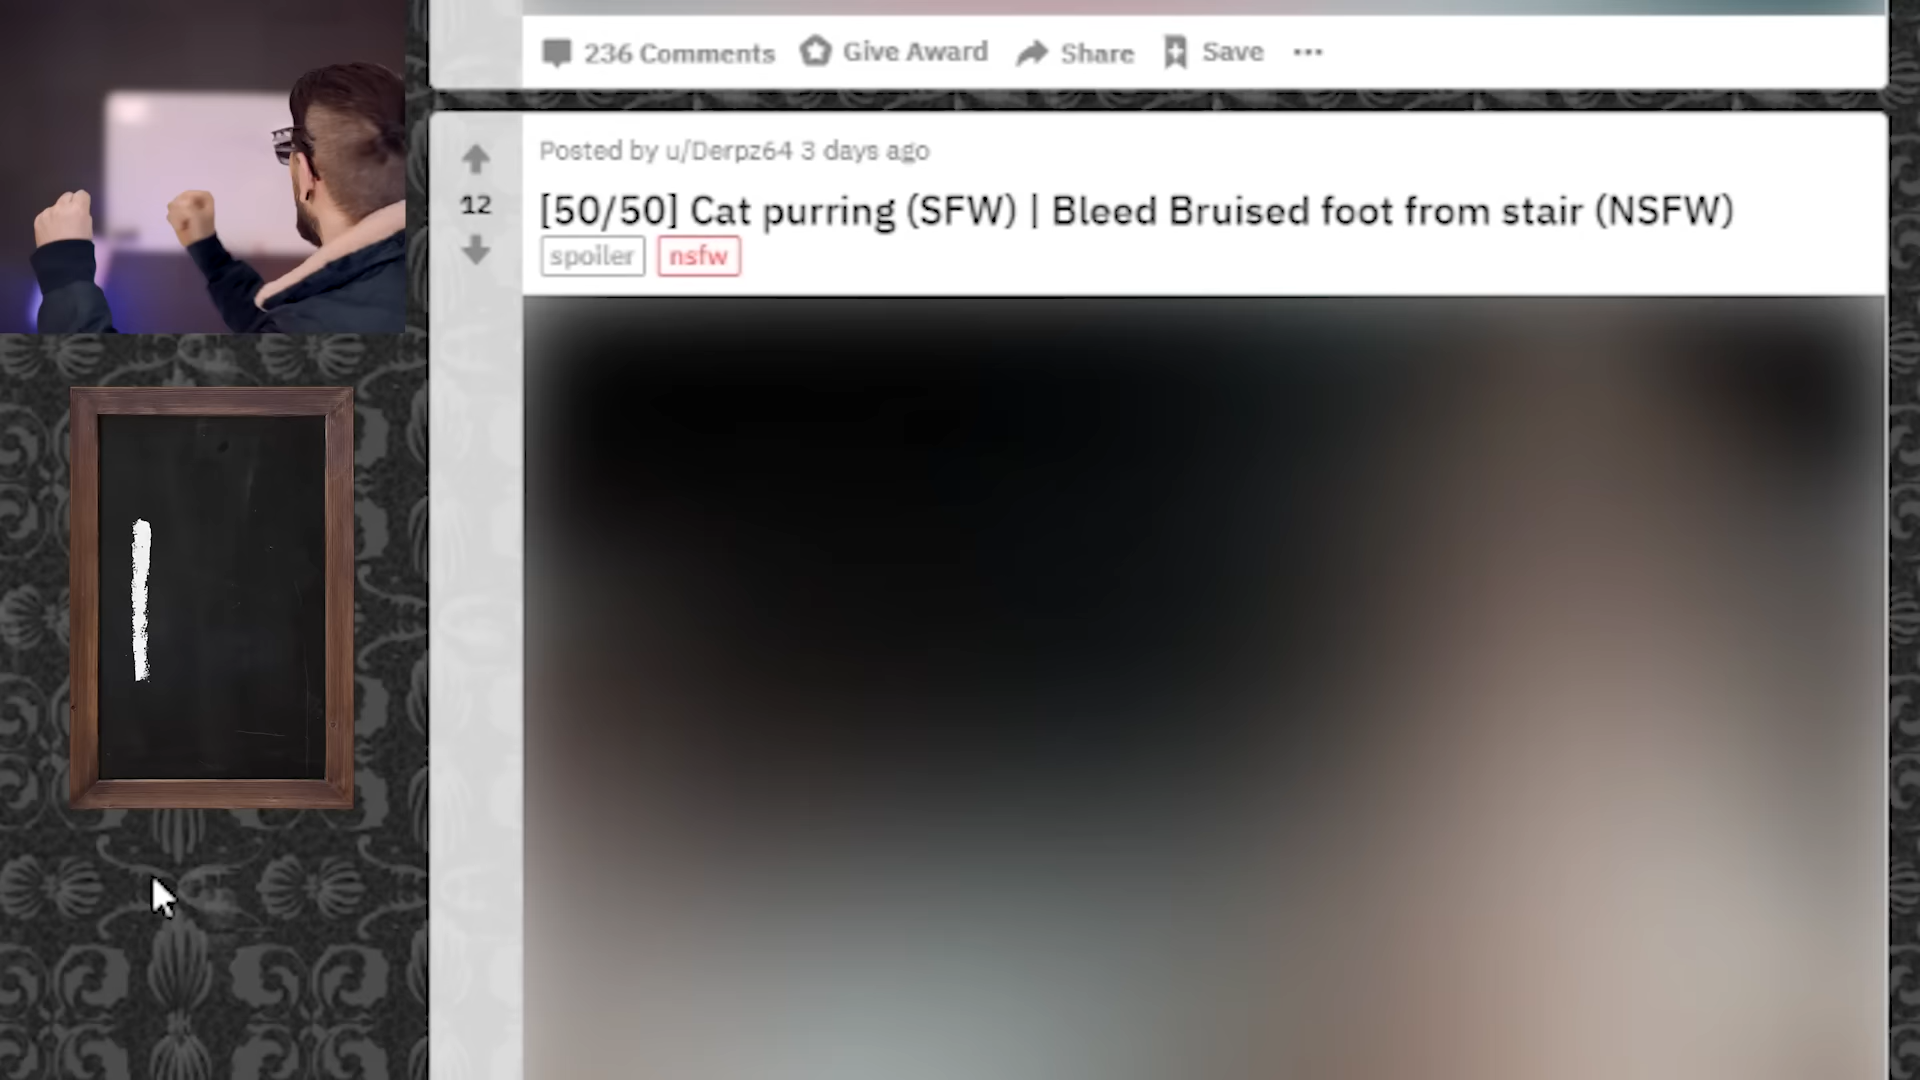 236 Comments Give Award Share Save
Posted by u/Derpz64 3 days ago
12
[50/50] Cat purring (SFW) | Bleed Bruised foot from stair (NSFW)
spoiler nsfw